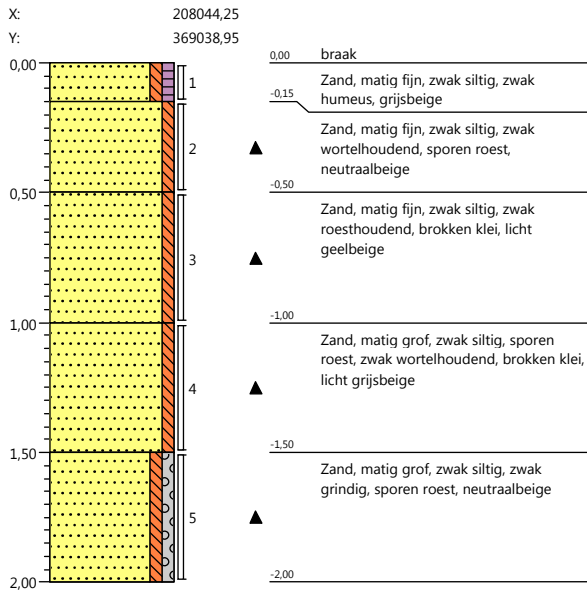 X: 208044,25
Y: 369038,95
0,00
0,50
1,00
1,50
2,00
1
2
3
4
5
0,00 braak
Zand, matig fijn, zwak siltig, zwak
humeus, grijsbeige
-0,15
Zand, matig fijn, zwak siltig, zwak
wortelhoudend, sporen roest,
neutraalbeige
-0,50
Zand, matig fijn, zwak siltig, zwak
roesthoudend, brokken klei, licht
geelbeige
-1,00
Zand, matig grof, zwak siltig, sporen
roest, zwak wortelhoudend, brokken klei,
licht grijsbeige
-1,50
Zand, matig grof, zwak siltig, zwak
grindig, sporen roest, neutraalbeige
-2,00